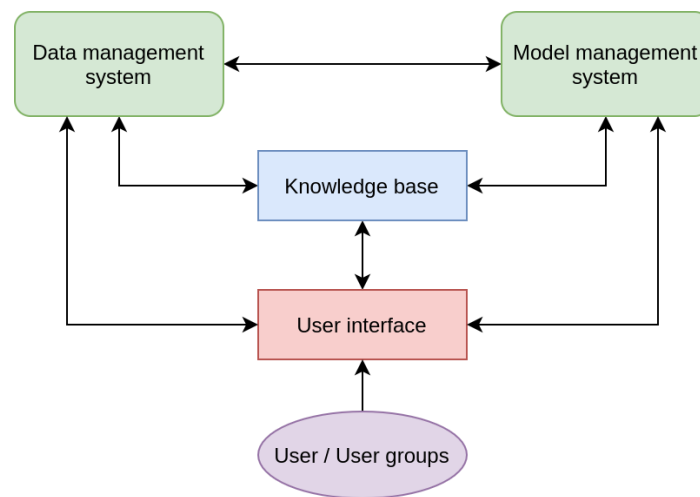 Data management
system
Model management
system
Knowledge base
User interface
User / User groups